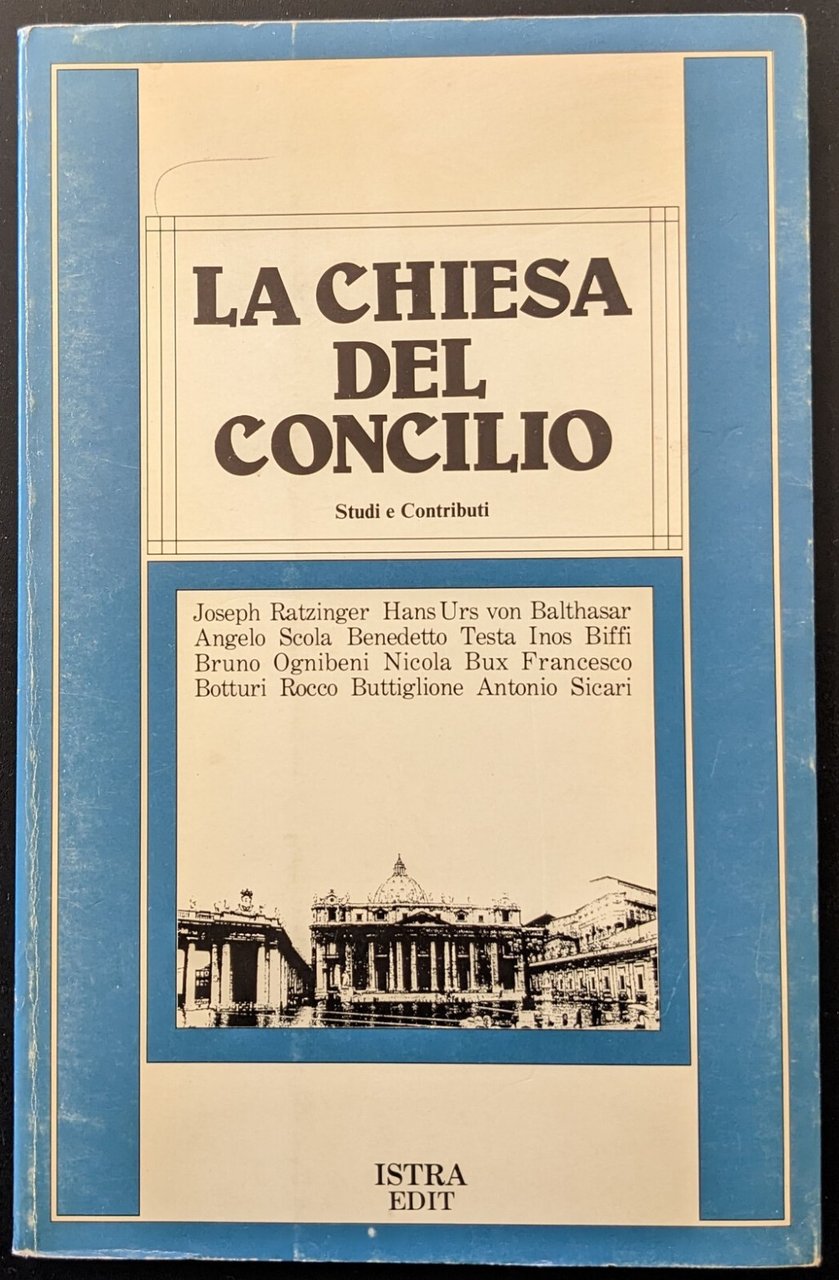 LA CHIESA
DEL
CONCILIO
Studi e Contributi
Joseph Ratzinger Hans Urs von Balthasar
Angelo Scola Benedetto Testa Inos Biffi
Bruno Ognibeni Nicola Bux Francesco
Botturi Rocco Buttiglione Antonio Sicari
ISTRA
EDIT